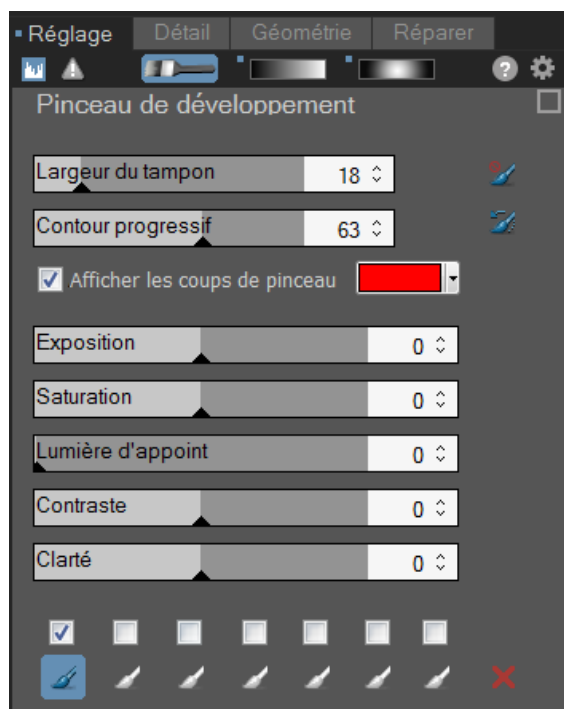 Réglage Détail Géométrie Réparer
?
Pinceau de développement
Largeur du tampon 18
Contour progressif 63
Afficher les coups de pinceau
Exposition 0
Saturation 0
Lumière d'appoint 0
Contraste 0
Clarté 0